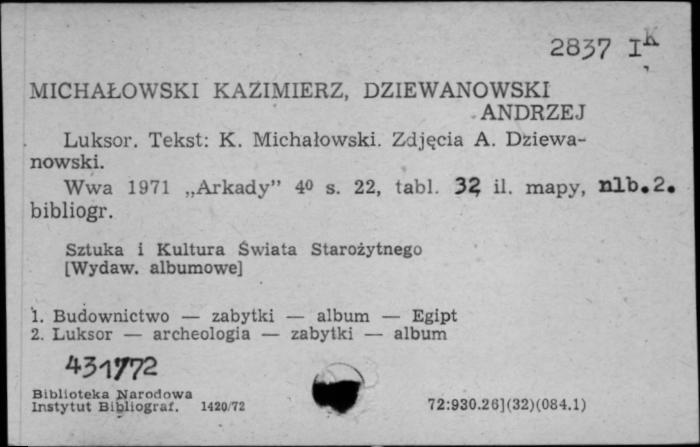 2837 I K
MICHAŁOWSKI KAZIMIERZ, DZIEWANOWSKI
ANDRZEJ
Luksor. Tekst: K. Michałowski. Zdjęcia A. Dziewa-
nowski.
Wwa 1971 „Arkady” 4⁰ s. 22, tabl. 32, il. mapy, nlb.2.
bibliogr.
Sztuka i Kultura Świata Starożytnego
[Wydaw. albumowe]
1. Budownictwo — zabytki — album — Egipt
2. Luksor — archeologia — zabytki — album
431772
Biblioteka Narodowa
Instytut Bibliograf. 1420/72 72:930.26](32)(084.1)